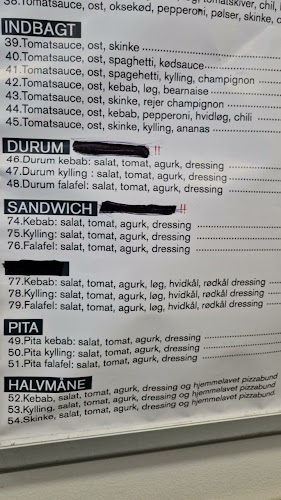 38.Tomatsauce, ost, oksekød, pepperoni, pølser, skinke,
INDBAGT
39.Tomatsauce, ost, skinke
40.Tomatsauce, ost, spaghetti, kødsauce
41.Tomatsauce, ost, spagehetti, kylling, champignon
42.Tomatsauce, ost, kebab, løg, bearnaise
43.Tomatsauce, ost, skinke, rejer champignon
44.Tomatsauce, ost, kebab, pepperoni, hvidløg, chili
45.Tomatsauce, ost, skinke, kylling, ananas
DURUM !!
46.Durum kebab: salat, tomat, agurk, dressing
47.Durum kylling : salat, tomat, agurk, dressing
48.Durum falafel: salat, tomat, agurk, dressing
SANDWICH !!
74.Kebab: salat, tomat, agurk, dressing
75.Kylling: salat, tomat, agurk, dressing
76.Falafel: salat, tomat, agurk, dressing
77.Kebab: salat, tomat, agurk, løg, hvidkål, rødkål dressing
78.Kylling: salat, tomat, agurk, løg, hvidkål, rødkål dressing
79.Falafel: salat, tomat, agurk, løg, hvidkål, rødkål dressing
PITA
49.Pita kebab: salat, tomat, agurk, dressing
50.Pita kylling: salat, tomat, agurk, dressing
51.Pita falafel: salat, tomat, agurk, dressing
HALVMÅNE
52.Kebab, salat, tomat, agurk, dressing og hjemmelavet pizzabund
53.Kylling, salat, tomat, agurk, dressing og hjemmelavet pizzabund
54.Skinke, salat, tomat, agurk, dressing og hjemmelavet pizzabund